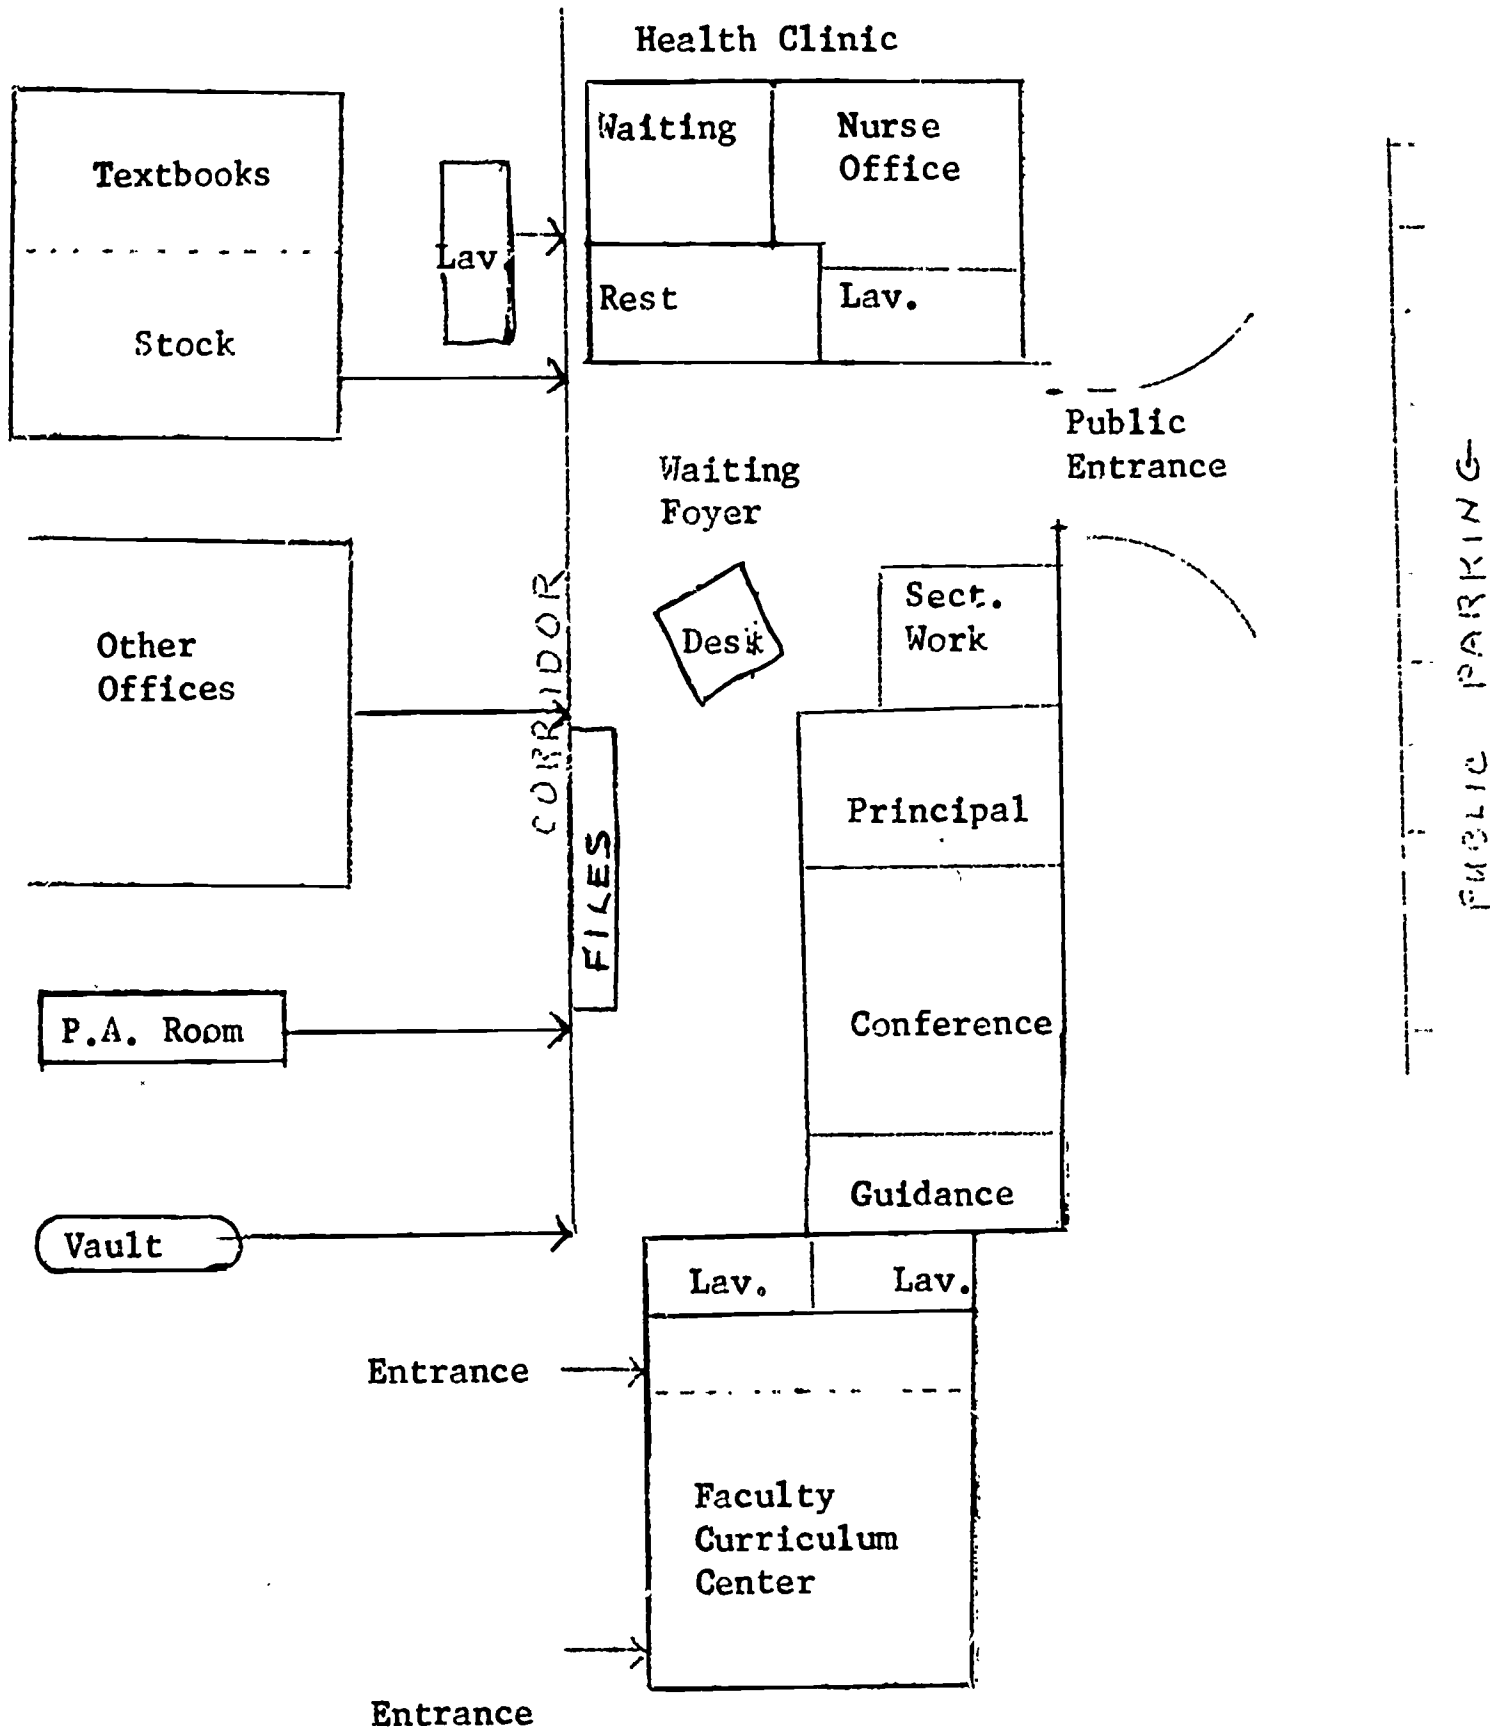 Health Clinic
Waiting
Nurse
Office
Textbooks
Lav.
Stock
Rest
Lav.
Public
Entrance
Waiting
Foyer
PUBLIC PARKING
CORRIDOR
Sect.
Work
Desk
Other
Offices
Principal
FILES
Conference
P.A. Room
Guidance
Vault
Lav.
Lav.
Entrance
Faculty
Curriculum
Center
Entrance